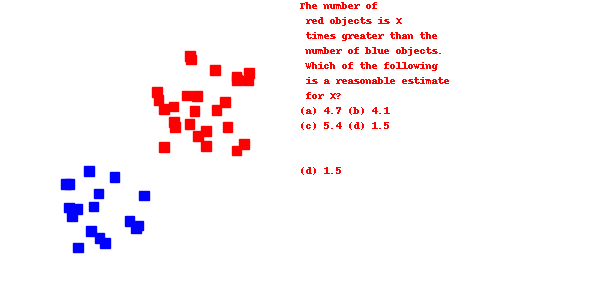 The number of
red objects is X
times greater than the
number of blue objects.
Which of the following
is a reasonable estimate
for X?
(a) 4.7 (b) 4.1
(c) 5.4 (d) 1.5
(d) 1.5